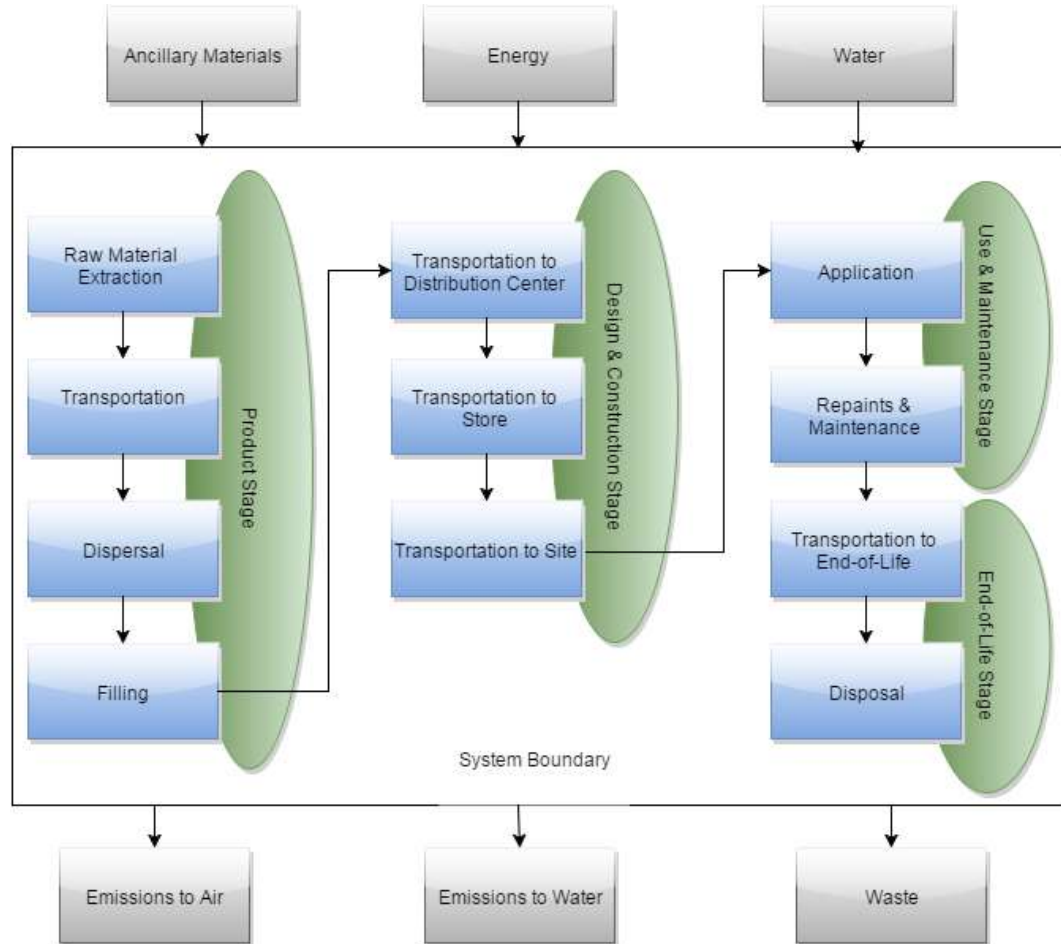 Ancillary Materials
Energy
Water
Raw Material
Extraction
Transportation
Dispersal
Filling
Product Stage
Transportation to
Distribution Center
Transportation to
Store
Transportation to Site
Design & Construction Stage
Application
Repaints &
Maintenance
Use & Maintenance Stage
Transportation to
End-of-Life
Disposal
End-of-Life Stage
System Boundary
Emissions to Air
Emissions to Water
Waste